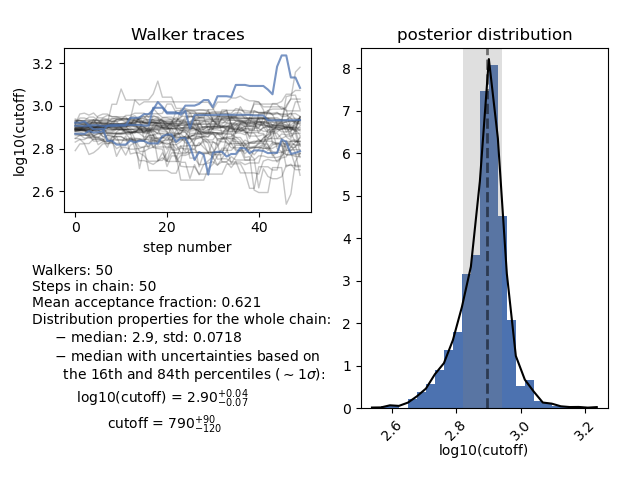 Walker traces
log10(cutoff)
3.2
3.0
2.8
2.6
0
20
40
step number
Walkers: 50
Steps in chain: 50
Mean acceptance fraction: 0.621
Distribution properties for the whole chain:
− median: 2.9, std: 0.0718
− median with uncertainties based on
the 16th and 84th percentiles (∼1σ):
log10(cutoff) = 2.90 +0.04 −0.07
cutoff = 790 +90 −120
posterior distribution
8
7
6
5
4
3
2
1
0
2.6
2.8
3.0
3.2
log10(cutoff)